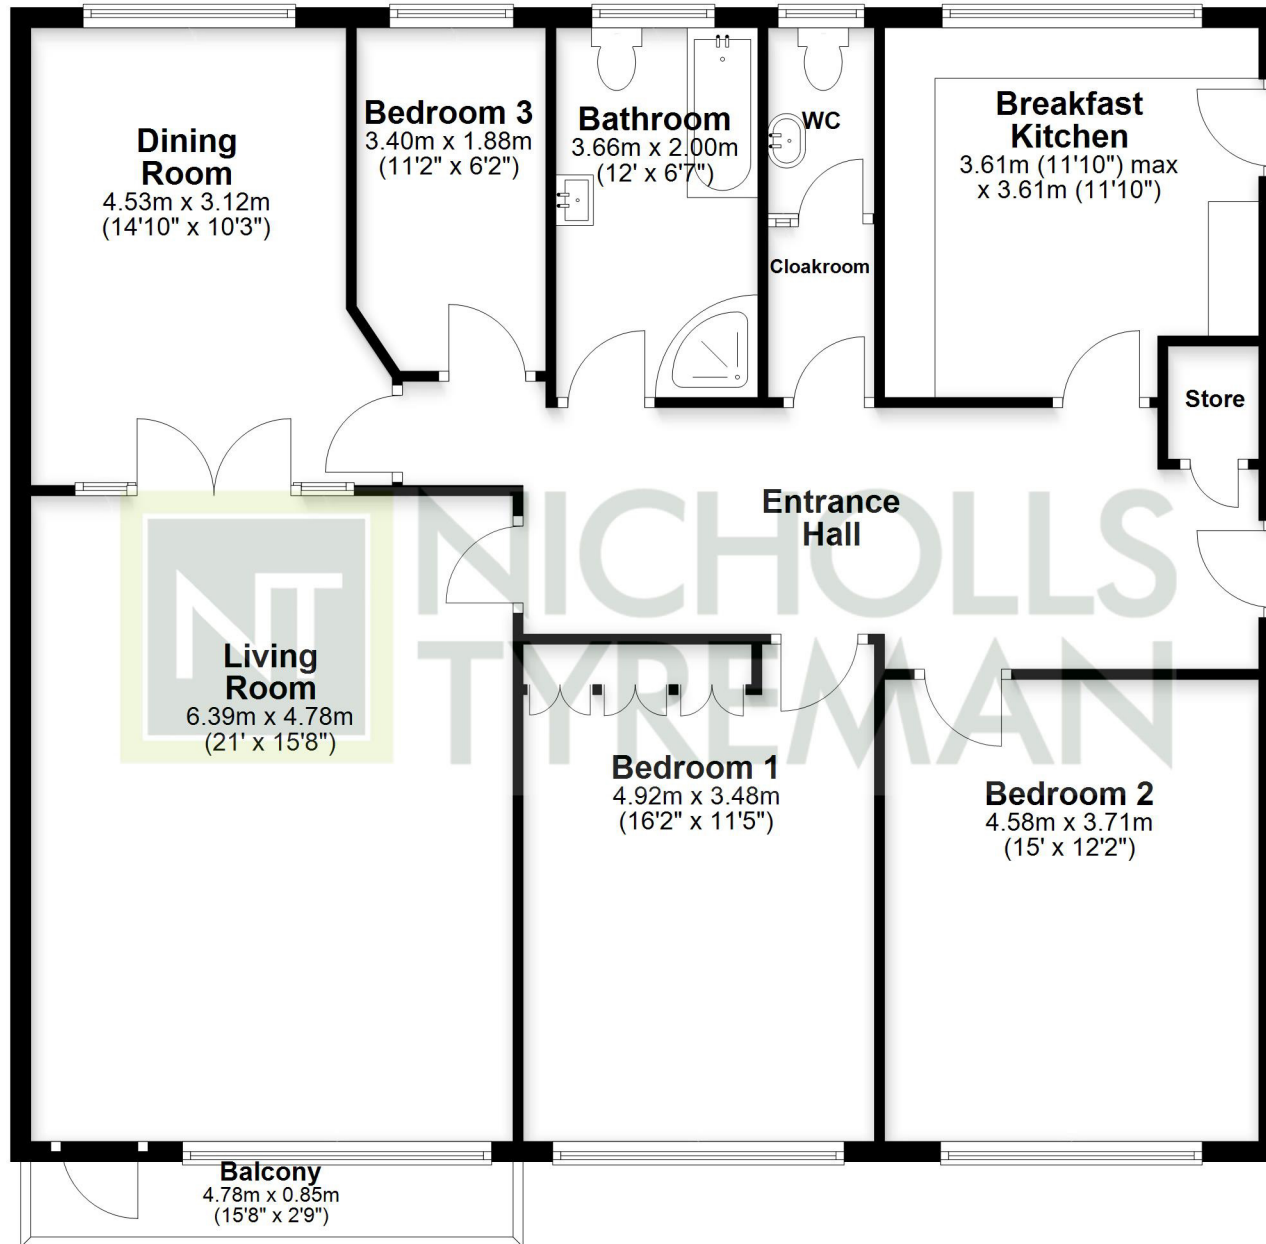 Dining
Room
4.53m x 3.12m
(14'10" x 10'3")
Bedroom 3
3.40m x 1.88m
(11'2" x 6'2")
Bathroom
3.66m x 2.00m
(12' x 6'7")
WC
Cloakroom
Breakfast
Kitchen
3.61m (11'10") max
x 3.61m (11'10")
Store
Entrance
Hall
NT
NICHOLLS
TYREMAN
Living
Room
6.39m x 4.78m
(21' x 15'8")
Bedroom 1
4.92m x 3.48m
(16'2" x 11'5")
Bedroom 2
4.58m x 3.71m
(15' x 12'2")
Balcony
4.78m x 0.85m
(15'8" x 2'9")